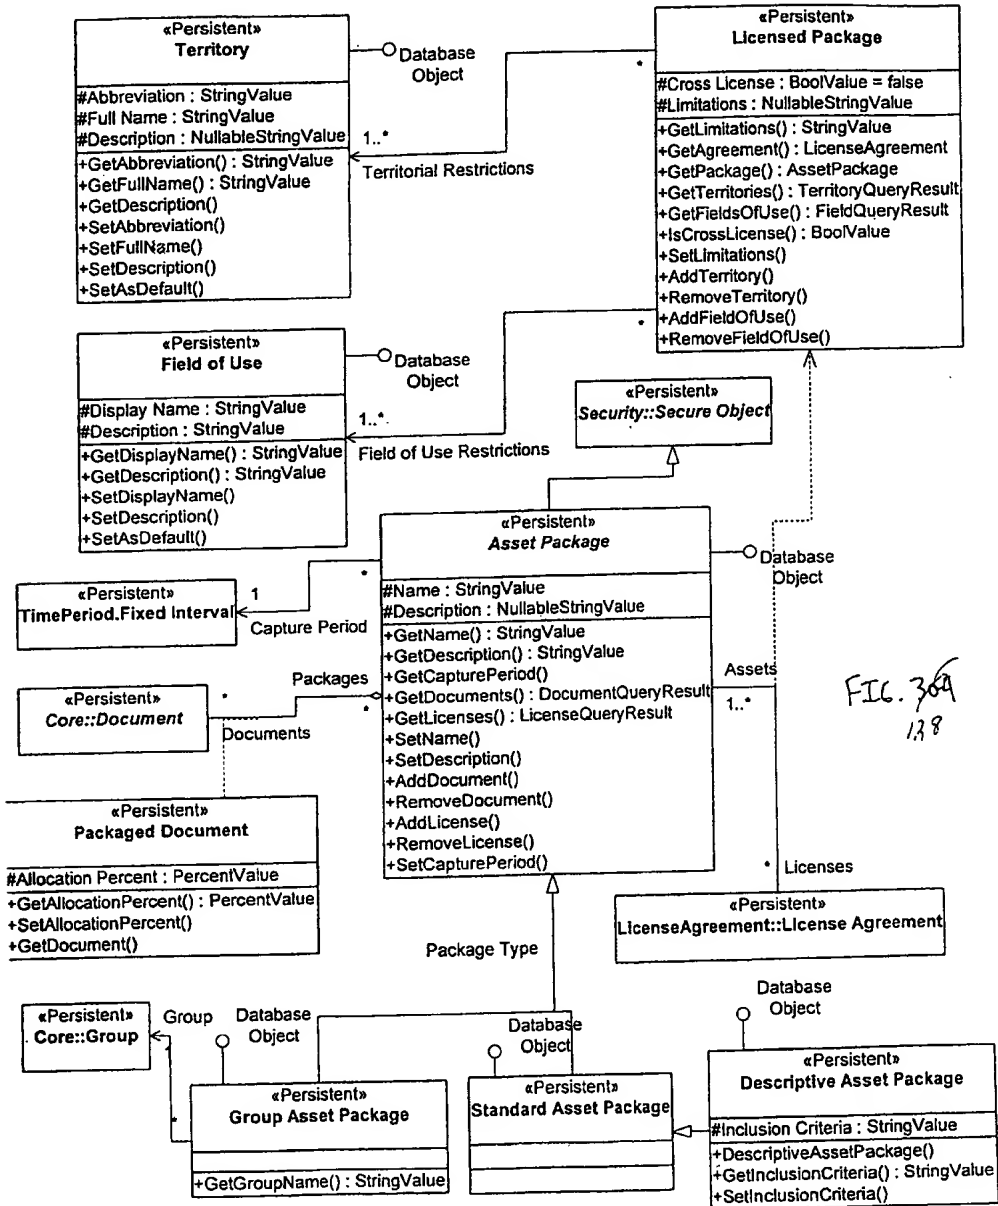 «Persistent»
Territory
#Abbreviation : StringValue
#Full Name : StringValue
#Description : NullableStringValue
+GetAbbreviation() : StringValue
+GetFullName() : StringValue
+GetDescription()
+SetAbbreviation()
+SetFullName()
+SetDescription()
+SetAsDefault()
Database
Object
1..*
Territorial Restrictions
*
«Persistent»
Licensed Package
#Cross License : BoolValue = false
#Limitations : NullableStringValue
+GetLimitations() : StringValue
+GetAgreement() : LicenseAgreement
+GetPackage() : AssetPackage
+GetTerritories() : TerritoryQueryResult
+GetFieldsOfUse() : FieldQueryResult
+IsCrossLicense() : BoolValue
+SetLimitations()
+AddTerritory()
+RemoveTerritory()
+AddFieldOfUse()
+RemoveFieldOfUse()
*
«Persistent»
Field of Use
#Display Name : StringValue
#Description : StringValue
+GetDisplayName() : StringValue
+GetDescription() : StringValue
+SetDisplayName()
+SetDescription()
+SetAsDefault()
Database
Object
1..*
Field of Use Restrictions
«Persistent»
Security::Secure Object
«Persistent»
Asset Package
#Name : StringValue
#Description : NullableStringValue
+GetName() : StringValue
+GetDescription() : StringValue
+GetCapturePeriod()
+GetDocuments() : DocumentQueryResult
+GetLicenses() : LicenseQueryResult
+SetName()
+SetDescription()
+AddDocument()
+RemoveDocument()
+AddLicense()
+RemoveLicense()
+SetCapturePeriod()
Database
Object
«Persistent»
TimePeriod.Fixed Interval
1
*
Capture Period
Packages
*
«Persistent»
Core::Document
*
Documents
Assets
1..*
FIG.
138
«Persistent»
Packaged Document
#Allocation Percent : PercentValue
+GetAllocationPercent() : PercentValue
+SetAllocationPercent()
+GetDocument()
*
Licenses
«Persistent»
LicenseAgreement::License Agreement
Package Type
«Persistent»
Core::Group
Group
*
Database
Object
«Persistent»
Group Asset Package
+GetGroupName() : StringValue
Database
Object
«Persistent»
Standard Asset Package
Database
Object
«Persistent»
Descriptive Asset Package
#Inclusion Criteria : StringValue
+DescriptiveAssetPackage()
+GetInclusionCriteria() : StringValue
+SetInclusionCriteria()